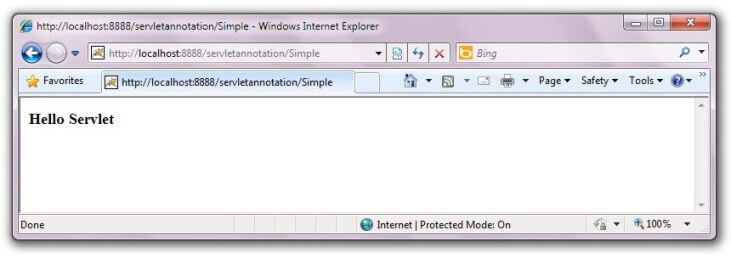 http://localhost:8888/servletannotation/Simple - Windows Internet Explorer
http://localhost:8888/servletannotation/Simple Bing
Favorites http://localhost:8888/servletannotation/Simple Page Safety Tools
Hello Servlet
Done Internet | Protected Mode: On 100%